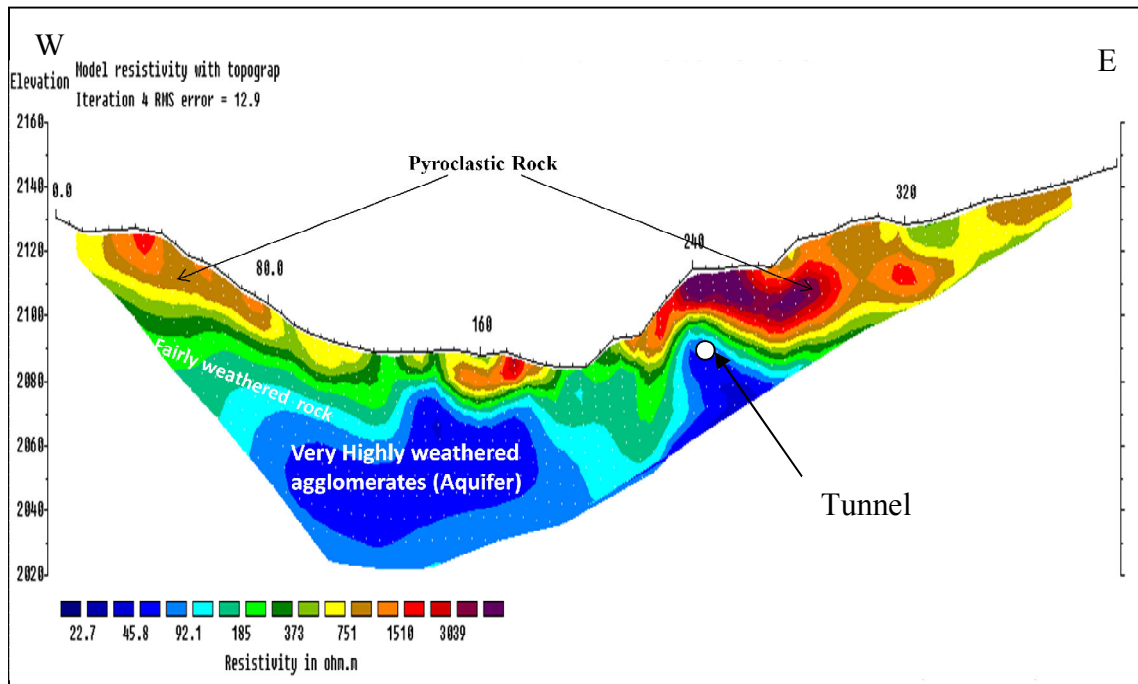 W
E
Elevation
Model resistivity with topograp
Iteration 4 RMS error = 12.9
2160
2140
2120
2100
2080
2060
2040
2020
0.0
80.0
160
240
320
Pyroclastic Rock
Fairly weathered rock
Very Highly weathered
agglomerates (Aquifer)
Tunnel
22.7 45.8 92.1 185 373 751 1510 3039
Resistivity in ohm.m